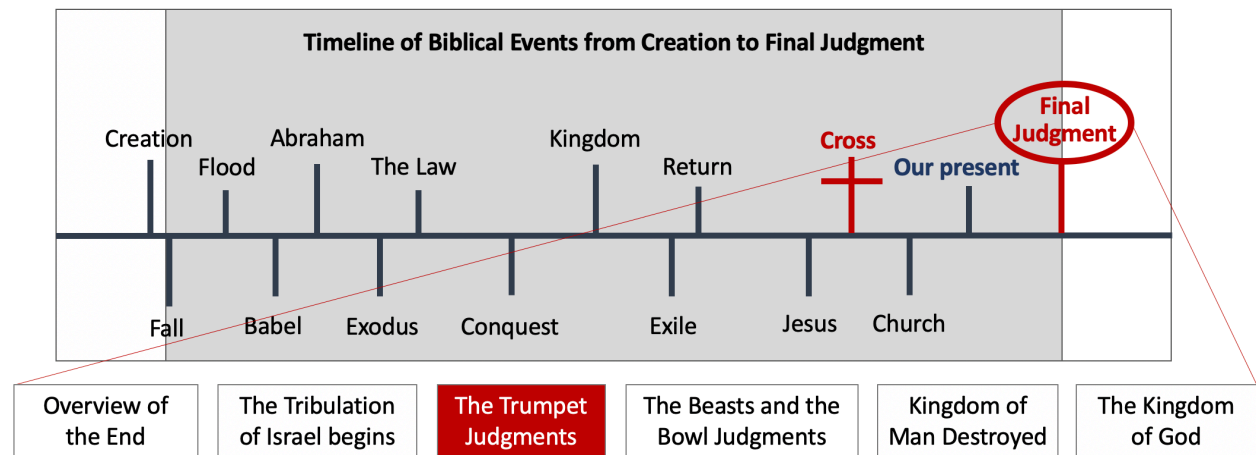 Timeline of Biblical Events from Creation to Final Judgment
Creation
Flood
Abraham
The Law
Kingdom
Return
Cross
Our present
Final
Judgment
Fall
Babel
Exodus
Conquest
Exile
Jesus
Church
Overview of
the End
The Tribulation
of Israel begins
The Trumpet
Judgments
The Beasts and the
Bowl Judgments
Kingdom of
Man Destroyed
The Kingdom
of God